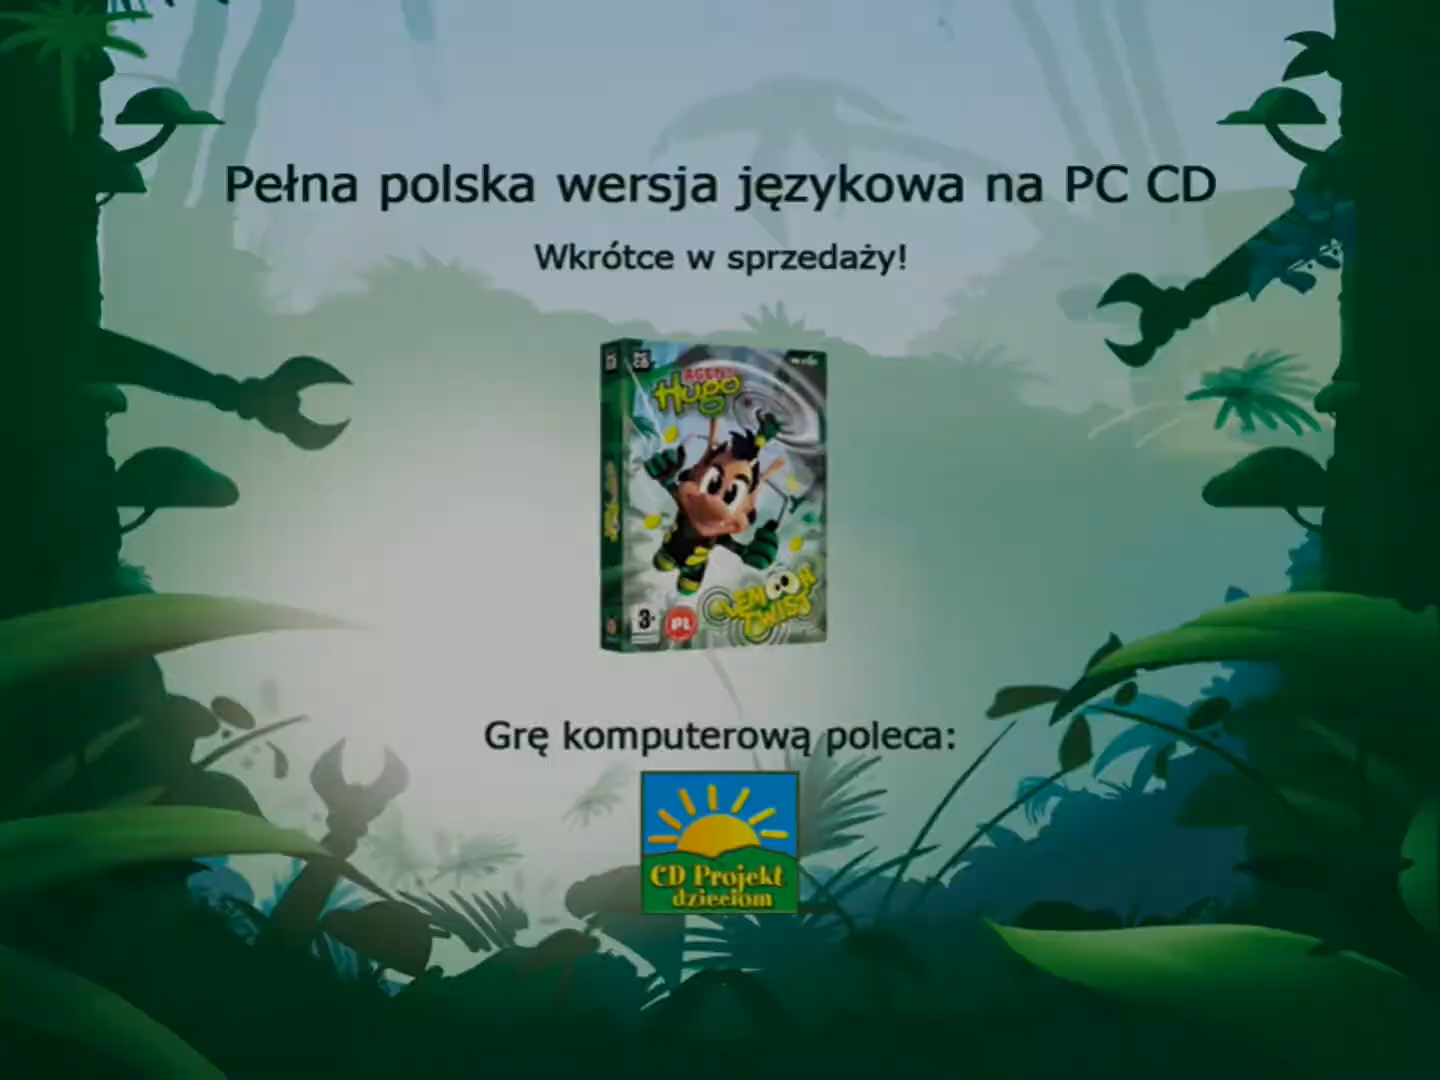 Pełna polska wersja językowa na PC CD
Wkrótce w sprzedaży!
AGENT
Hugo
LEMOON
TWIST
3+
PL
Grę komputerową poleca:
CD Projekt
dzieciom